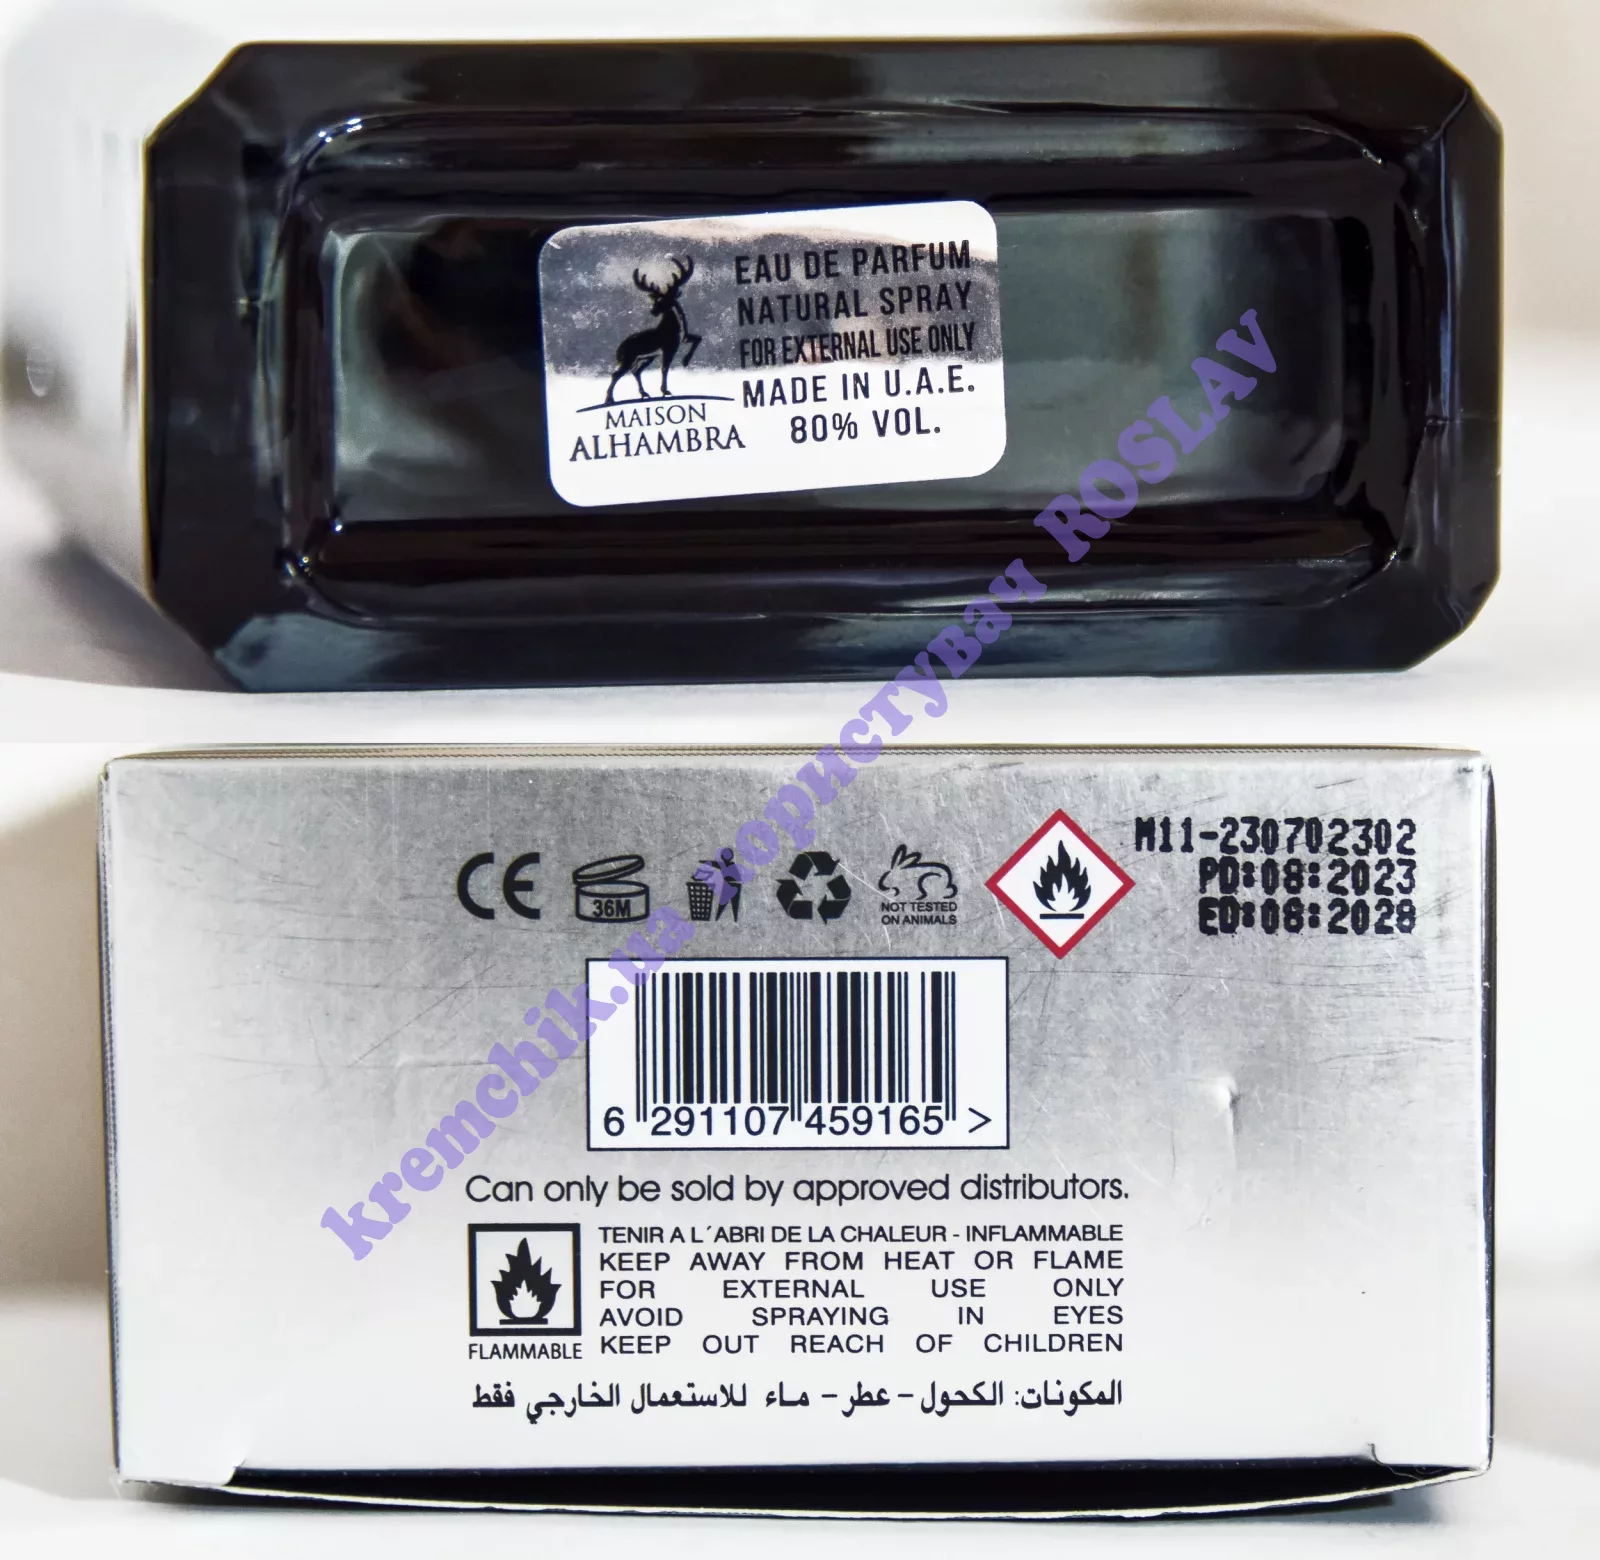 EAU DE PARFUM
NATURAL SPRAY
FOR EXTERNAL USE ONLY
MADE IN U.A.E.
80% VOL.
MAISON
ALHAMBRA
kremchik.ua користувач ROSLAV
CE
36M
NOT TESTED
ON ANIMALS
M11-230702302
PD:08:2023
ED:08:2028
6 291107 459165 >
Can only be sold by approved distributors.
TENIR A L´ABRI DE LA CHALEUR - INFLAMMABLE
KEEP AWAY FROM HEAT OR FLAME
FOR EXTERNAL USE ONLY
AVOID SPRAYING IN EYES
KEEP OUT REACH OF CHILDREN
FLAMMABLE
المكونات: الكحول – عطر – ماء للاستعمال الخارجي فقط